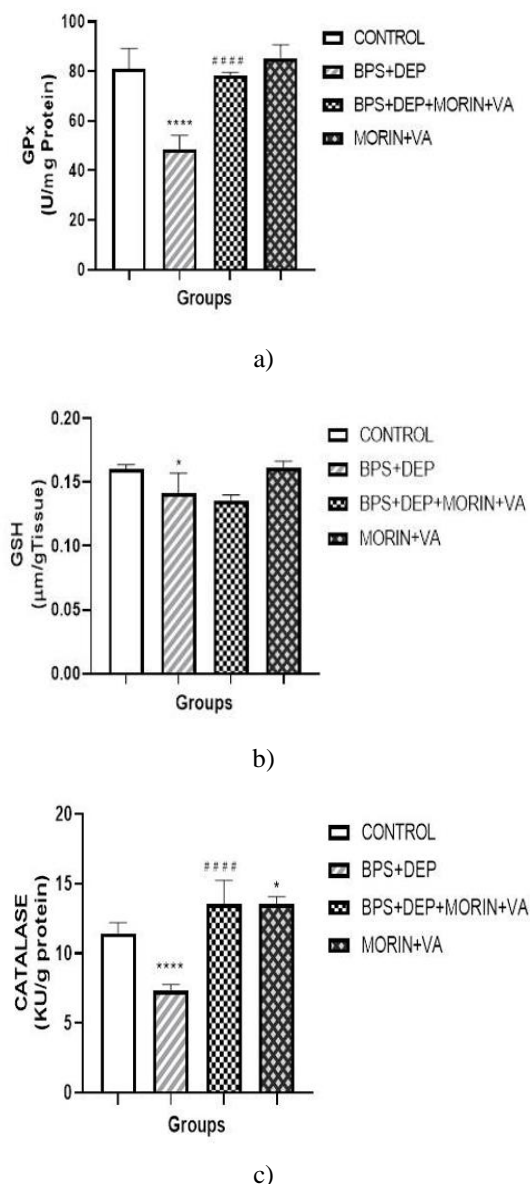 100
80
60
40
20
0
GPx
(U/mg Protein)
****
####
Groups
CONTROL
BPS+DEP
BPS+DEP+MORIN+VA
MORIN+VA
a)
0.20
0.15
0.10
0.05
0.00
GSH
(µm/gTissue)
*
Groups
CONTROL
BPS+DEP
BPS+DEP+MORIN+VA
MORIN+VA
b)
20
15
10
5
0
CATALASE
(KU/g protein)
****
####
*
Groups
CONTROL
BPS+DEP
BPS+DEP+MORIN+VA
MORIN+VA
c)